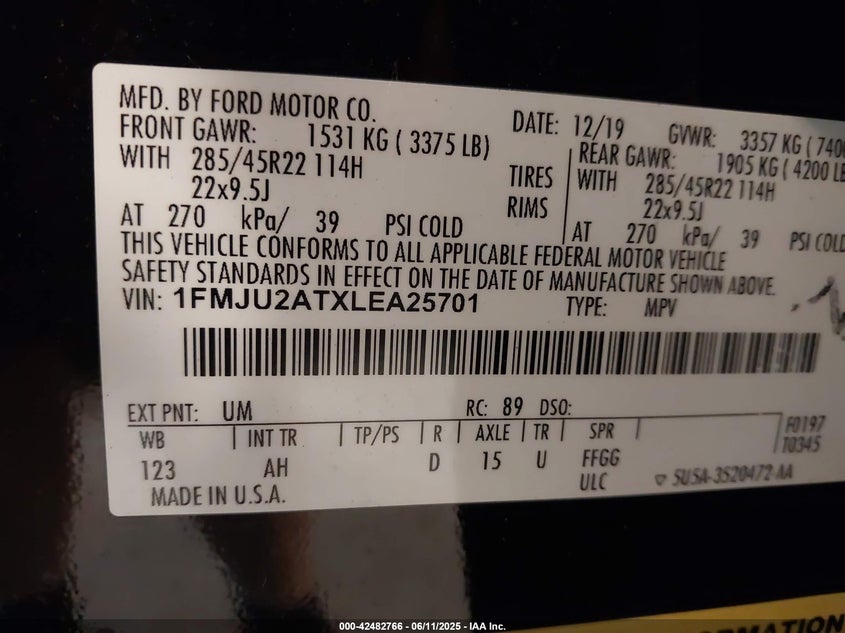 MFD. BY FORD MOTOR CO.
DATE: 12/19
GVWR: 3357 KG ( 740
FRONT GAWR: 1531 KG ( 3375 LB)
REAR GAWR: 1905 KG ( 4200 LB
WITH 285/45R22 114H
TIRES
WITH 285/45R22 114H
22x9.5J
RIMS
22x9.5J
AT 270 kPa/ 39 PSI COLD
AT 270 kPa/ 39 PSI COLD
THIS VEHICLE CONFORMS TO ALL APPLICABLE FEDERAL MOTOR VEHICLE
SAFETY STANDARDS IN EFFECT ON THE DATE OF MANUFACTURE SHOWN ABOVE.
VIN: 1FMJU2ATXLEA25701
TYPE: MPV
EXT PNT: UM
RC: 89 DSO:
WB INT TR TP/PS R AXLE TR SPR
F0197
T0345
123 AH D 15 U FFGG
ULC
5U5A-3520472-AA
MADE IN U.S.A.
000-42482766 - 06/11/2025 - IAA Inc.